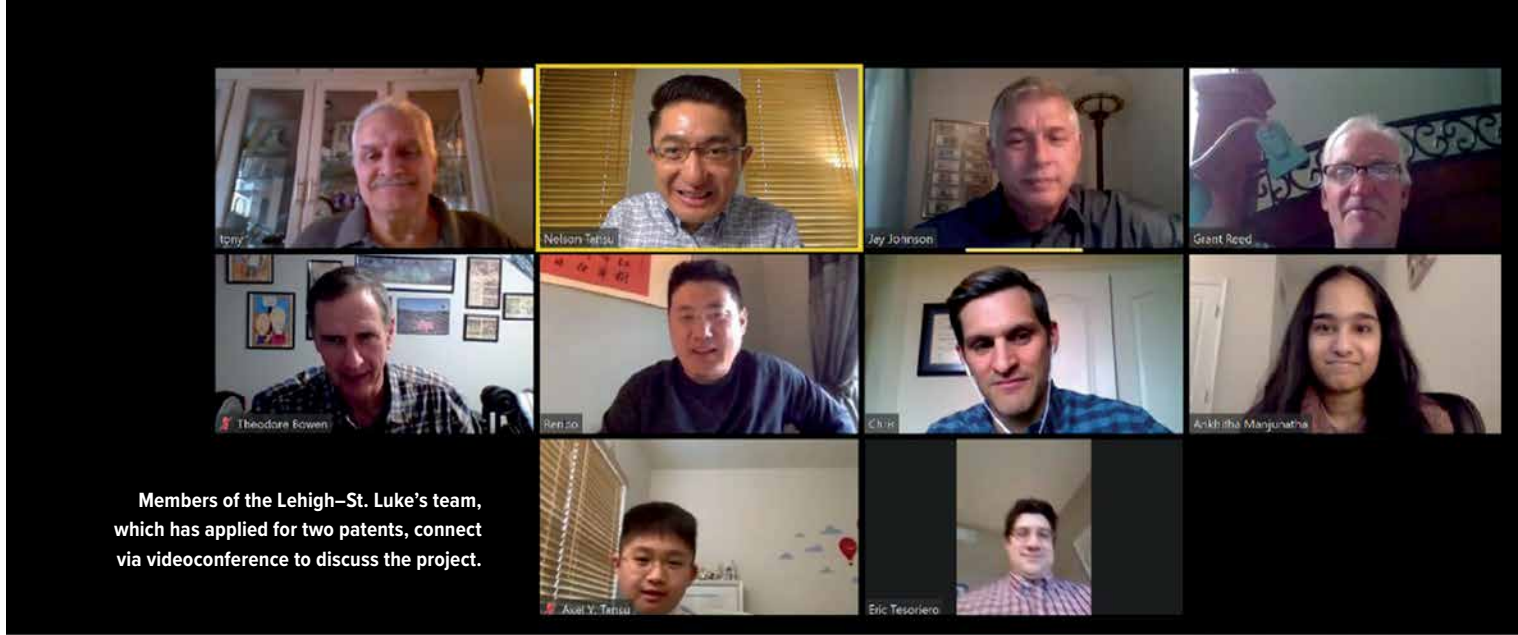 tony
Nelson Tansu
Jay Johnson
Grant Reed
Theodore Bowen
Renbo
Chris
Ankhitha Manjunatha
Members of the Lehigh–St. Luke’s team,
which has applied for two patents, connect
via videoconference to discuss the project.
Axel Y. Tansu
Eric Tesoriero